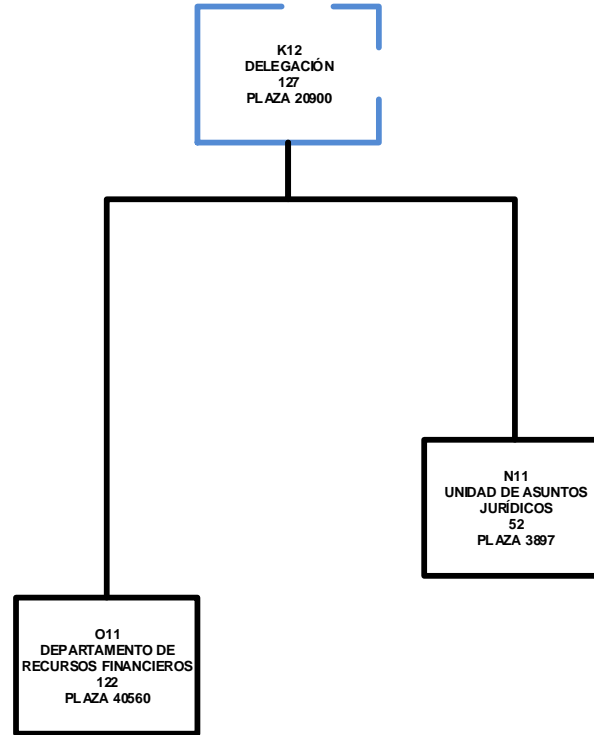 K12
DELEGACIÓN
127
PLAZA 20900
N11
UNIDAD DE ASUNTOS
JURÍDICOS
52
PLAZA 3897
O11
DEPARTAMENTO DE
RECURSOS FINANCIEROS
122
PLAZA 40560